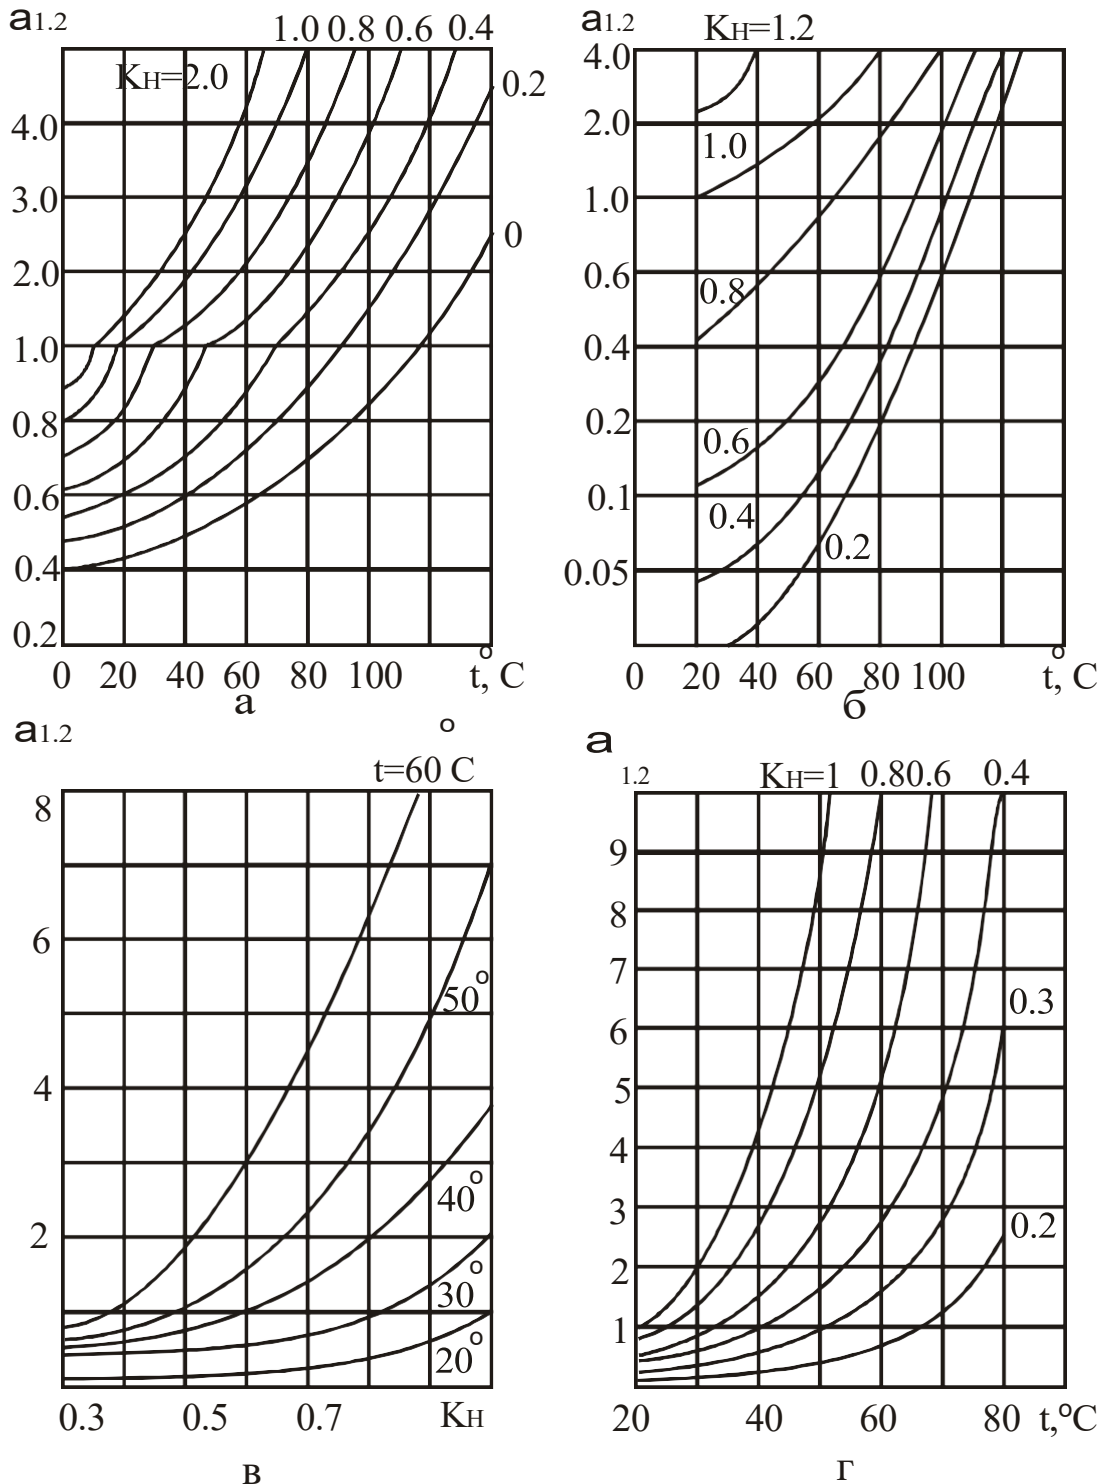 a1.2
1.0 0.8 0.6 0.4
KH=2.0
0.2
4.0
3.0
0
2.0
1.0
0.8
0.6
0.4
0.2
0 20 40 60 80 100 t, °C
а
a1.2
KH=1.2
4.0
2.0
1.0
1.0
0.6
0.8
0.4
0.2
0.6
0.1
0.4
0.2
0.05
0 20 40 60 80 100 t, °C
б
a1.2
t=60 °C
8
6
50°
4
40°
2
30°
20°
0.3 0.5 0.7 KH
в
a 1.2
KH=1 0.8 0.6 0.4
9
8
7
0.3
6
5
4
3
0.2
2
1
20 40 60 80 t,°C
г